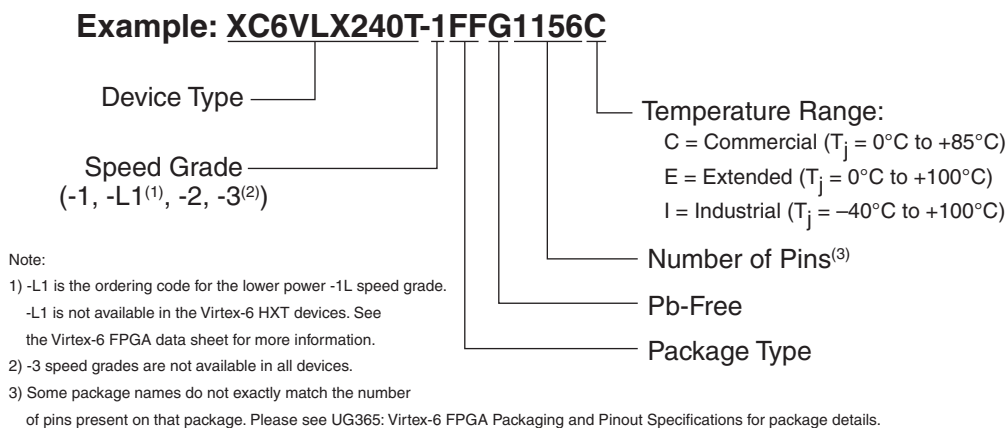 Example: XC6VLX240T-1FFG1156C
Device Type
Speed Grade
(-1, -L1(1), -2, -3(2))
Temperature Range:
C = Commercial (Tj = 0°C to +85°C)
E = Extended (Tj = 0°C to +100°C)
I = Industrial (Tj = –40°C to +100°C)
Number of Pins(3)
Pb-Free
Package Type
Note:
1) -L1 is the ordering code for the lower power -1L speed grade.
-L1 is not available in the Virtex-6 HXT devices. See
the Virtex-6 FPGA data sheet for more information.
2) -3 speed grades are not available in all devices.
3) Some package names do not exactly match the number
of pins present on that package. Please see UG365: Virtex-6 FPGA Packaging and Pinout Specifications for package details.